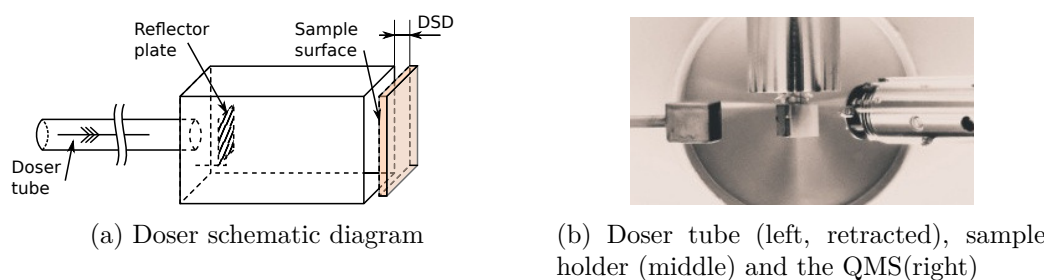 Reflector
plate
Sample
surface
DSD
Doser
tube
(a) Doser schematic diagram
(b) Doser tube (left, retracted), sample
holder (middle) and the QMS(right)